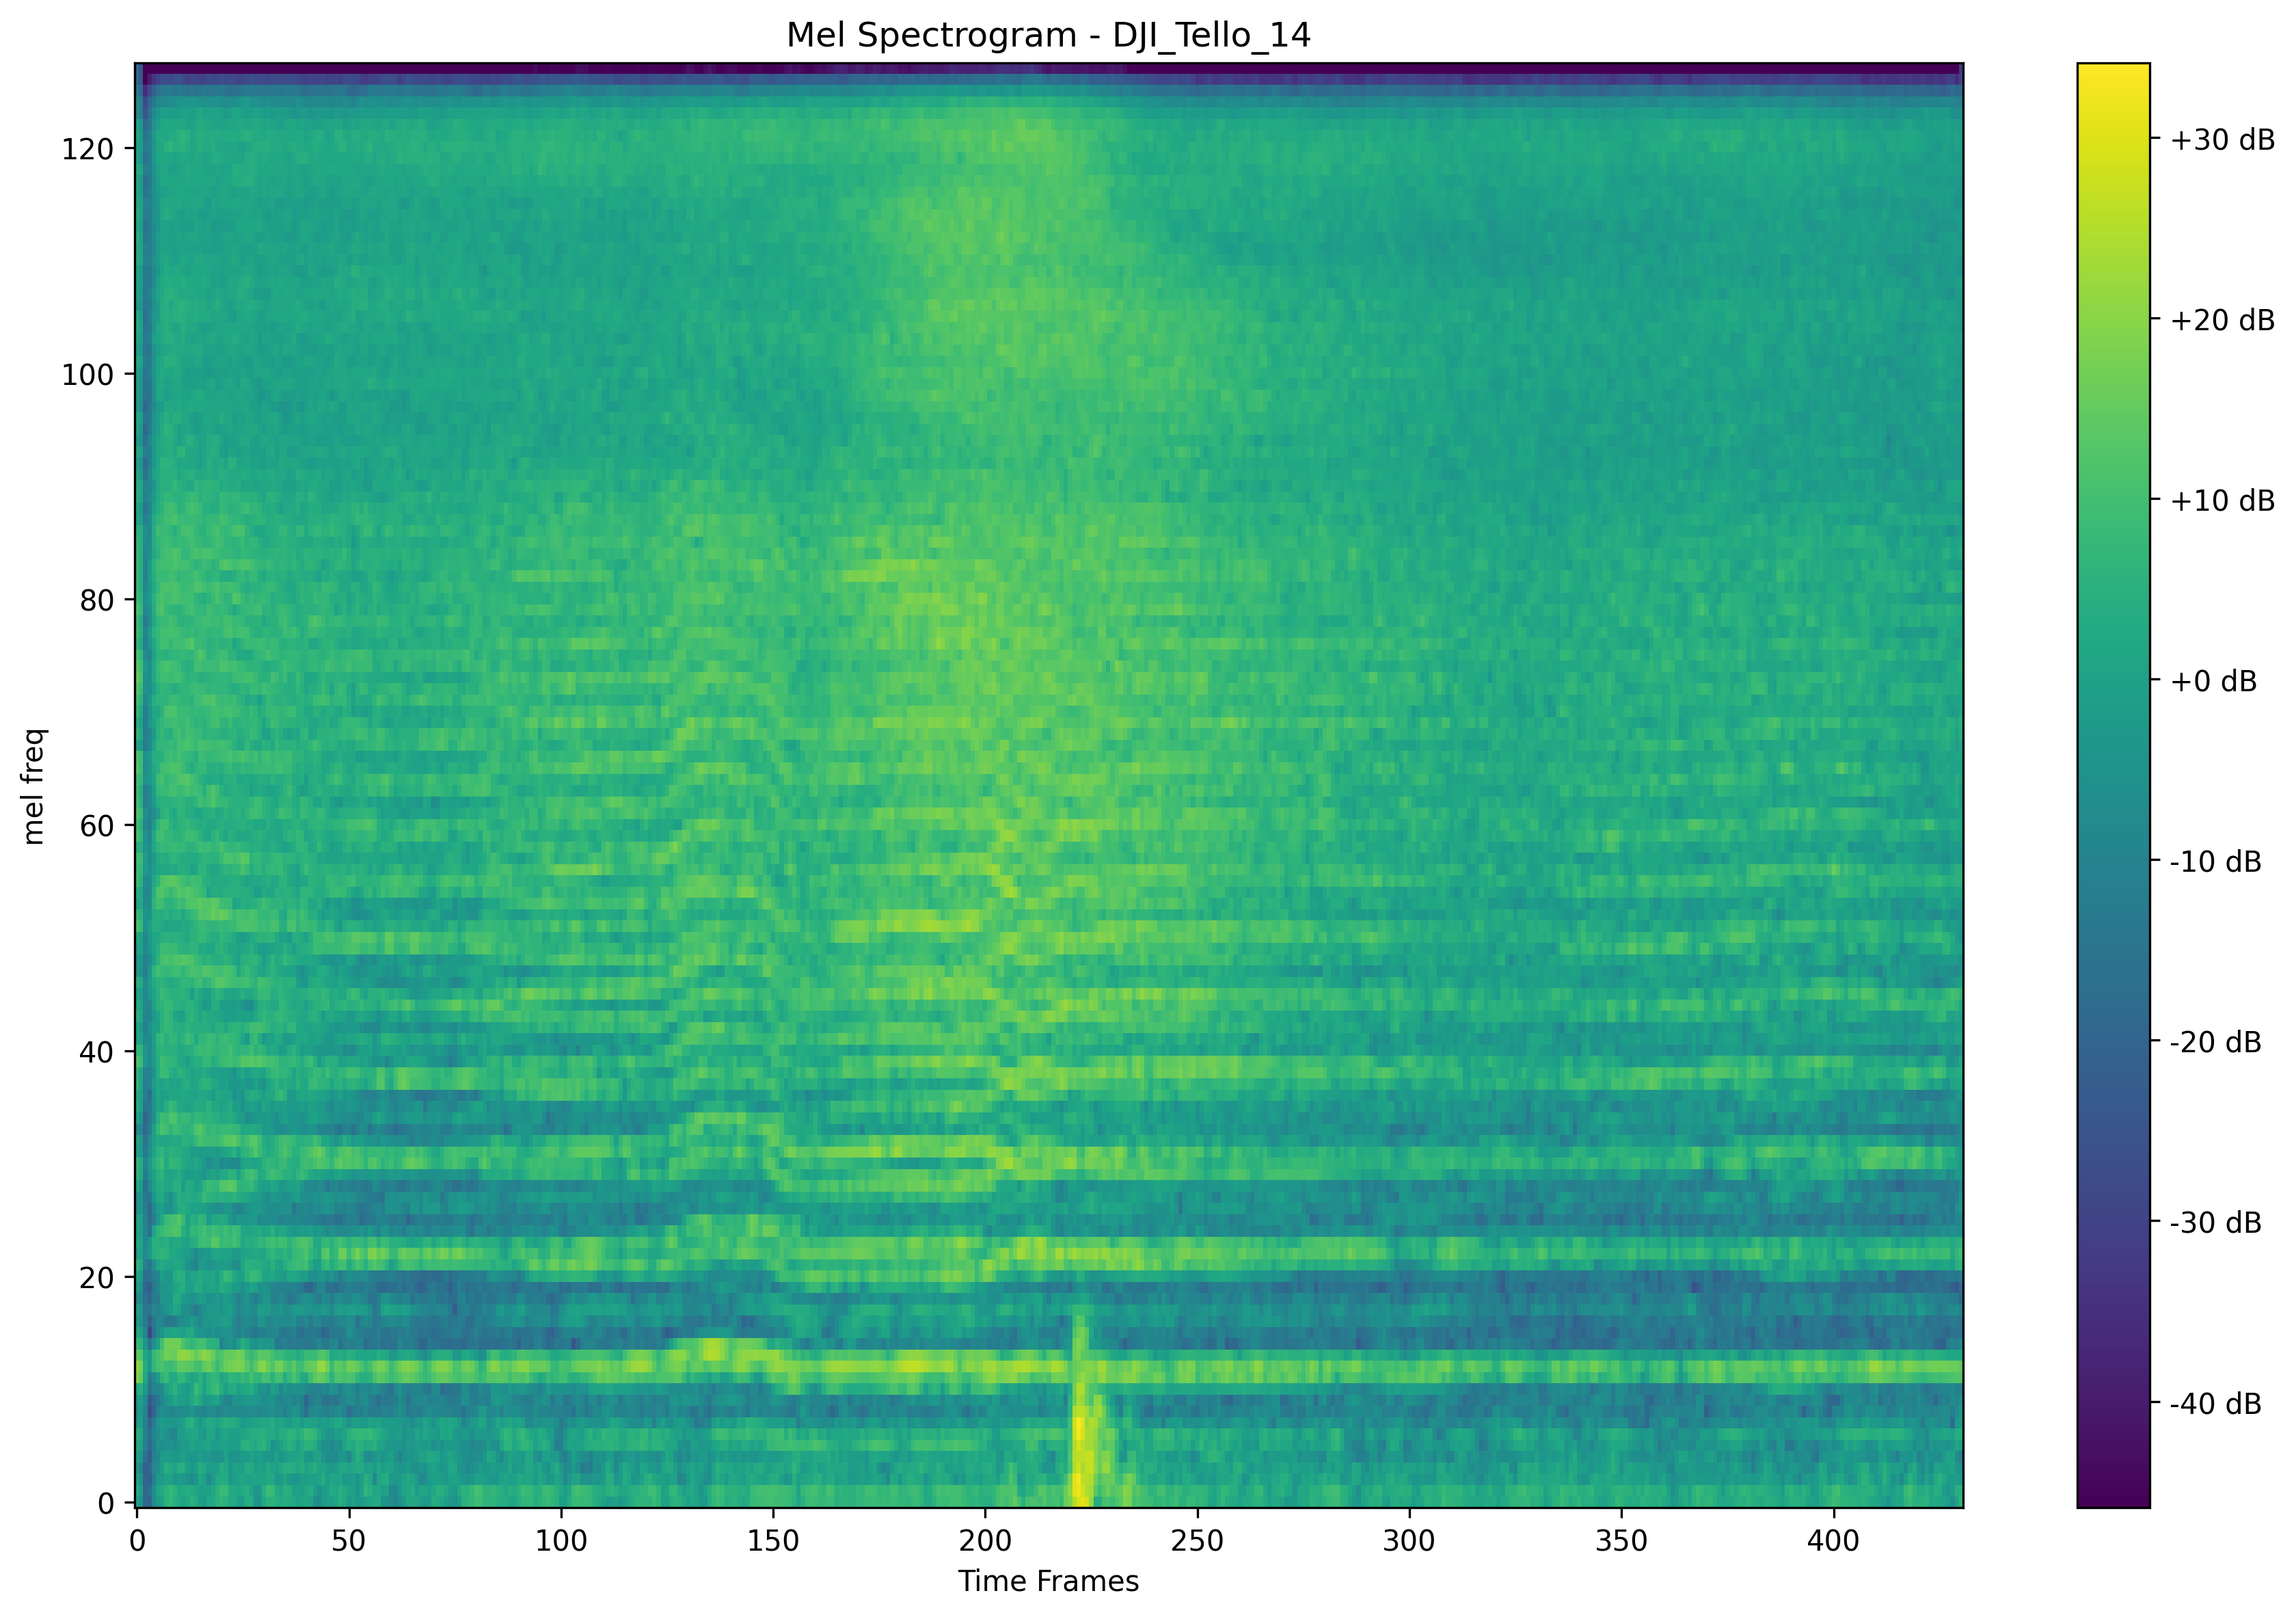 Mel Spectrogram - DJI_Tello_14
mel freq
120
100
80
60
40
20
0
0 50 100 150 200 250 300 350 400
Time Frames
+30 dB
+20 dB
+10 dB
+0 dB
-10 dB
-20 dB
-30 dB
-40 dB